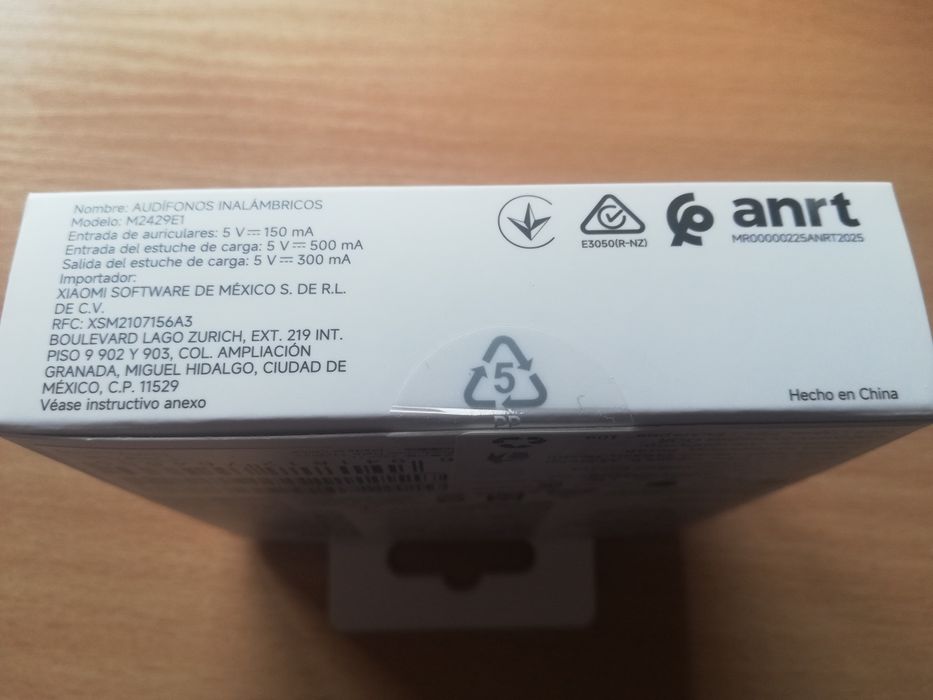 Nombre: AUDÍFONOS INALÁMBRICOS
Modelo: M2429E1
Entrada de auriculares: 5 V⎓150 mA
Entrada del estuche de carga: 5 V⎓500 mA
Salida del estuche de carga: 5 V⎓300 mA
Importador:
XIAOMI SOFTWARE DE MÉXICO S. DE R.L.
DE C.V.
RFC: XSM2107156A3
BOULEVARD LAGO ZURICH, EXT. 219 INT.
PISO 9 902 Y 903, COL. AMPLIACIÓN
GRANADA, MIGUEL HIDALGO, CIUDAD DE
MÉXICO, C.P. 11529
Véase instructivo anexo
E3050(R-NZ)
anrt
MR00000225ANRT2025
5
PP
Hecho en China